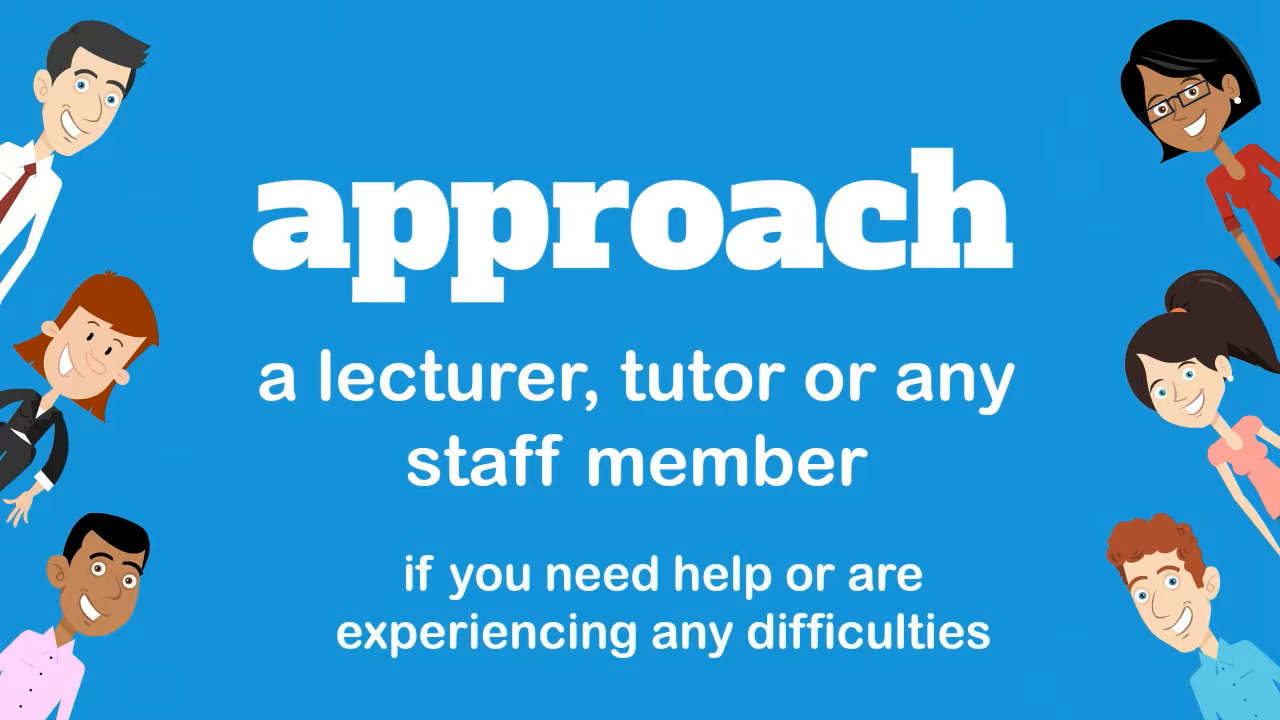 approach
a lecturer, tutor or any
staff member
if you need help or are
experiencing any difficulties